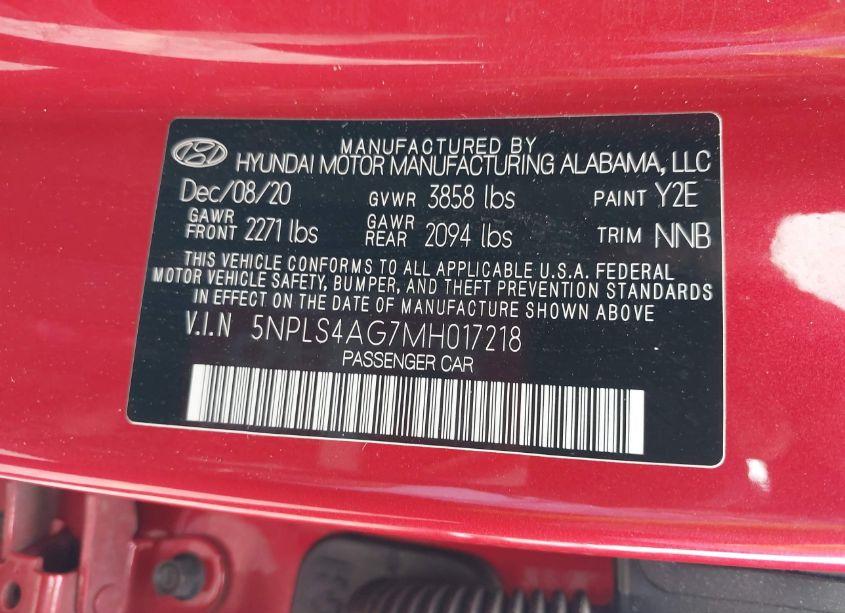 MANUFACTURED BY
HYUNDAI MOTOR MANUFACTURING ALABAMA, LLC
Dec/08/20 GVWR 3858 lbs PAINT Y2E
GAWR FRONT 2271 lbs GAWR REAR 2094 lbs TRIM NNB
THIS VEHICLE CONFORMS TO ALL APPLICABLE U.S.A. FEDERAL
MOTOR VEHICLE SAFETY, BUMPER, AND THEFT PREVENTION STANDARDS
IN EFFECT ON THE DATE OF MANUFACTURE SHOWN ABOVE
V.I.N 5NPLS4AG7MH017218
PASSENGER CAR